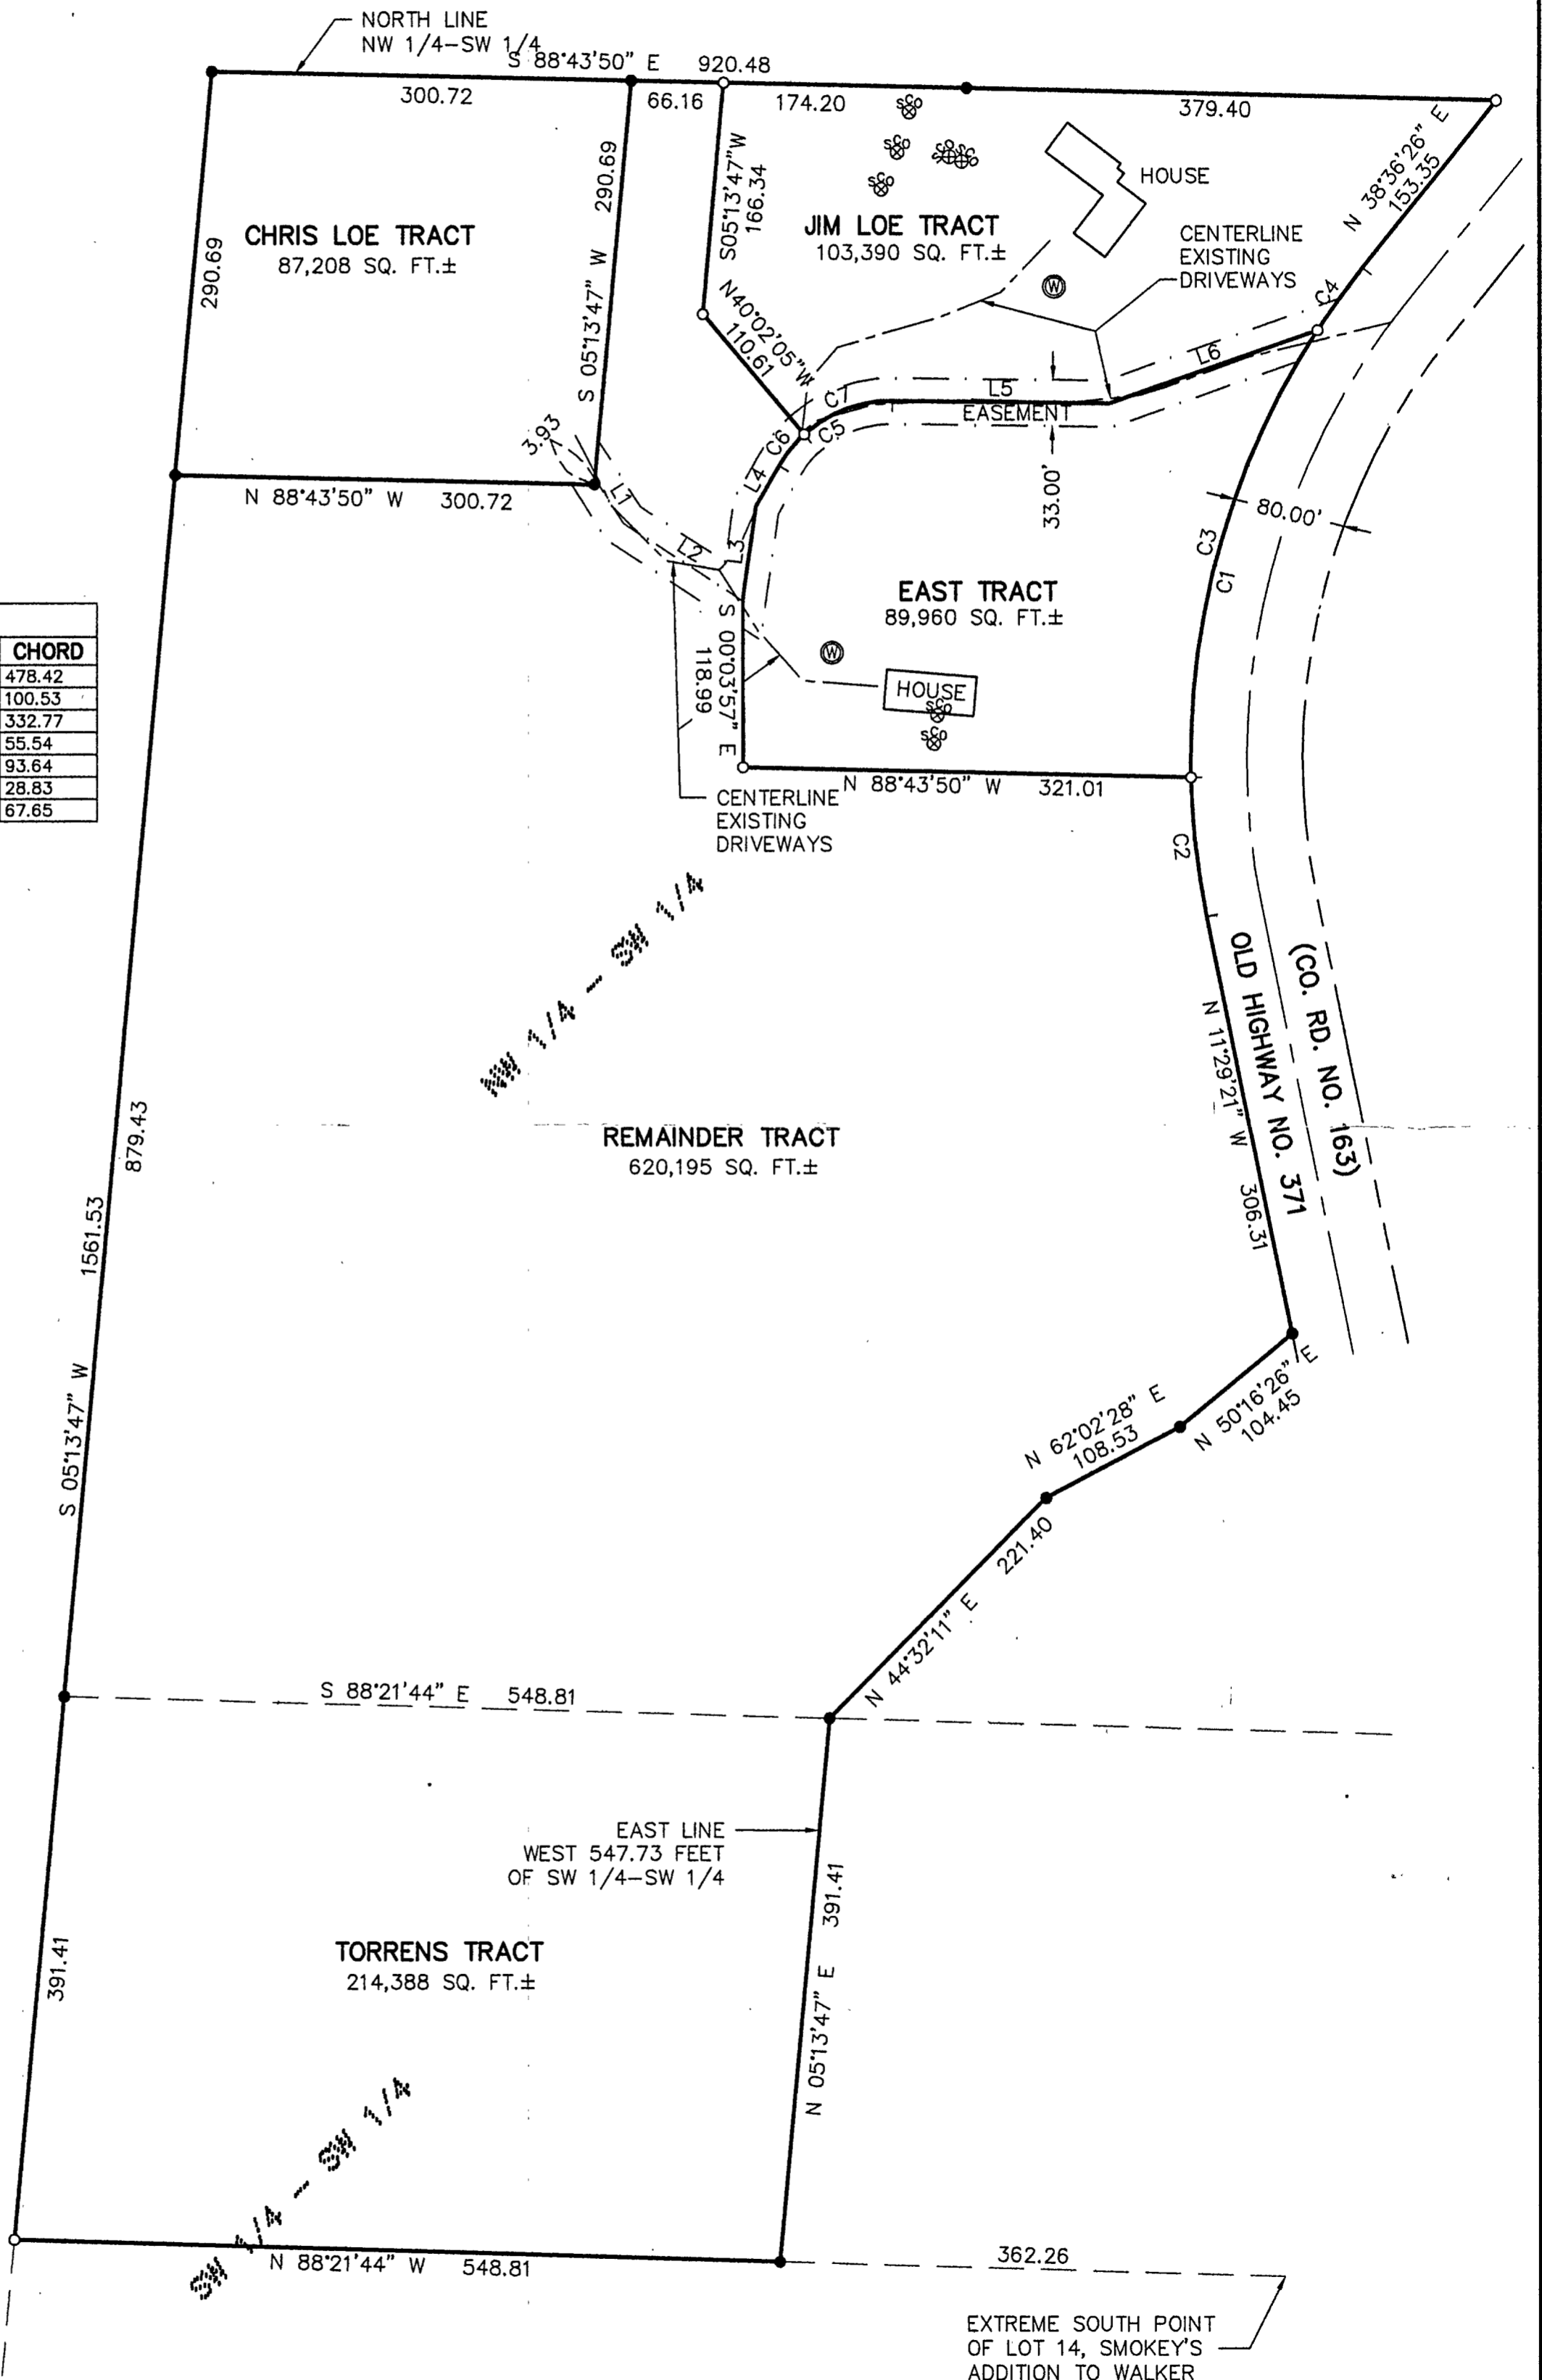 NORTH LINE
NW 1/4-SW 1/4
S 88°43'50" E 920.48
300.72
66.16
174.20
379.40
N 38°36'26" E
153.35
290.69
290.69
S 05°13'47" W
S05°13'47"W
166.34
SCO
SCO
SCO
SCO
SCO
HOUSE
CHRIS LOE TRACT
87,208 SQ. FT.±
JIM LOE TRACT
103,390 SQ. FT.±
CENTERLINE
EXISTING
DRIVEWAYS
W
C4
N40°02'05"W
110.61
L6
C7
L5
EASEMENT
C5
C6
3.93
L4
L1
L2
L3
33.00'
80.00'
N 88°43'50" W 300.72
C3
C1
EAST TRACT
89,960 SQ. FT.±
CHORD
478.42
100.53
332.77
55.54
93.64
28.83
67.65
S 00°03'57" E
118.99
W
HOUSE
SCO
SCO
N 88°43'50" W 321.01
CENTERLINE
EXISTING
DRIVEWAYS
C2
NW 1/4 - SW 1/4
OLD HIGHWAY NO. 371
(CO. RD. NO. 163)
N 11°29'21" W 306.31
879.43
1561.53
S 05°13'47" W
REMAINDER TRACT
620,195 SQ. FT.±
N 50°16'26" E
104.45
N 62°02'28" E
108.53
N 44°32'11" E 221.40
S 88°21'44" E 548.81
EAST LINE
WEST 547.73 FEET
OF SW 1/4-SW 1/4
N 05°13'47" E 391.41
391.41
TORRENS TRACT
214,388 SQ. FT.±
SW 1/4 - SW 1/4
N 88°21'44" W 548.81
362.26
EXTREME SOUTH POINT
OF LOT 14, SMOKEY'S
ADDITION TO WALKER